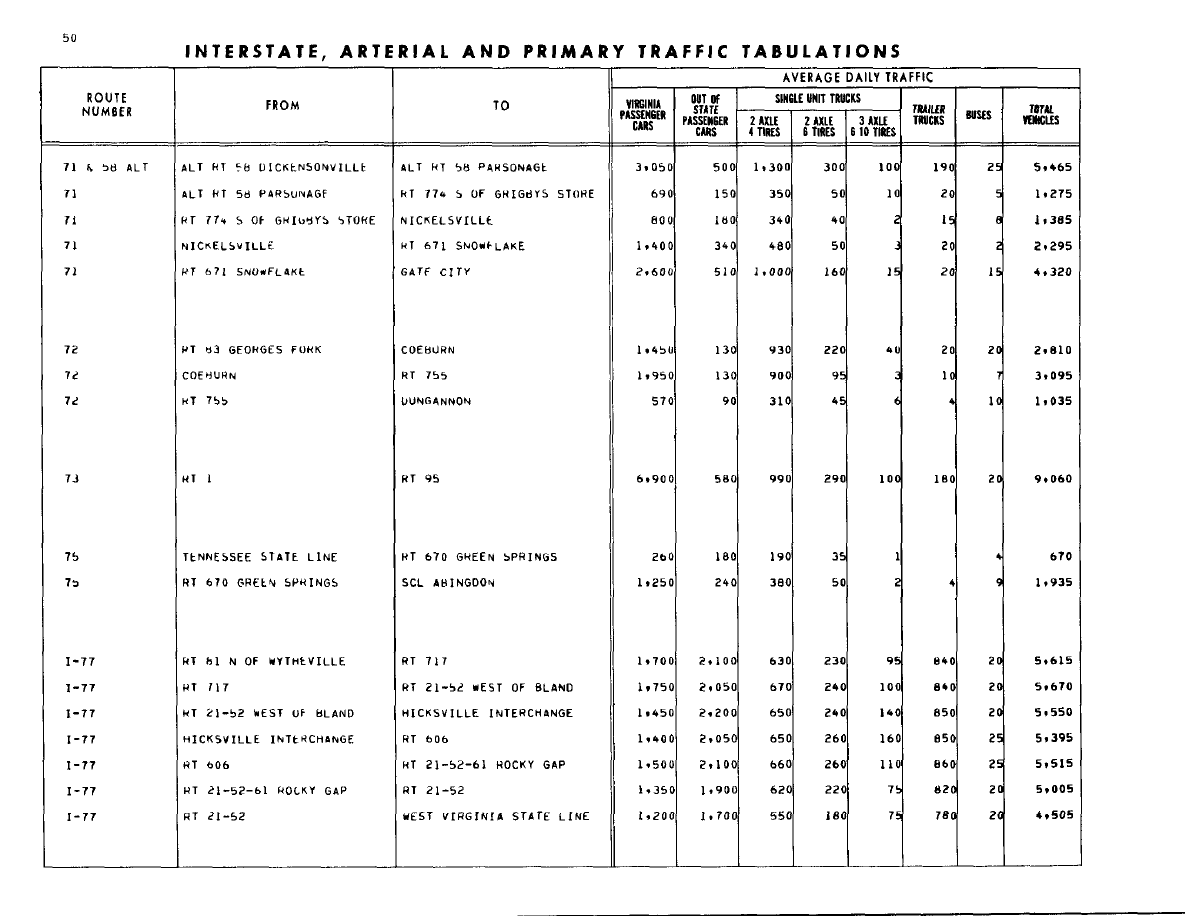 50
INTERSTATE, ARTERIAL AND PRIMARY TRAFFIC TABULATIONS
AVERAGE DAILY TRAFFIC
ROUTE NUMBER FROM TO VIRGINIA PASSENGER CARS OUT OF STATE PASSENGER CARS SINGLE UNIT TRUCKS 2 AXLE 4 TIRES 2 AXLE 6 TIRES 3 AXLE 6 10 TIRES TRAILER TRUCKS BUSES TOTAL VEHICLES
71 & 58 ALT ALT RT 58 DICKENSONVILLE ALT RT 58 PARSONAGE 3,050 500 1,300 300 100 190 25 5,465
71 ALT RT 58 PARSONAGE RT 774 S OF GRIGBYS STORE 690 150 350 50 10 20 5 1,275
71 RT 774 S OF GRIGBYS STORE NICKELSVILLE 800 180 340 40 2 15 8 1,385
71 NICKELSVILLE RT 671 SNOWFLAKE 1,400 340 480 50 3 20 2 2,295
71 RT 671 SNOWFLAKE GATE CITY 2,600 510 1,000 160 15 20 15 4,320
72 RT 83 GEORGES FORK COEBURN 1,450 130 930 220 40 20 20 2,810
72 COEBURN RT 755 1,950 130 900 95 3 10 7 3,095
72 RT 755 DUNGANNON 570 90 310 45 6 4 10 1,035
73 RT 1 RT 95 6,900 580 990 290 100 180 20 9,060
75 TENNESSEE STATE LINE RT 670 GREEN SPRINGS 260 180 190 35 1 4 670
75 RT 670 GREEN SPRINGS SCL ABINGDON 1,250 240 380 50 2 4 9 1,935
I-77 RT 81 N OF WYTHEVILLE RT 717 1,700 2,100 630 230 95 840 20 5,615
I-77 RT 717 RT 21-52 WEST OF BLAND 1,750 2,050 670 240 100 840 20 5,670
I-77 RT 21-52 WEST OF BLAND HICKSVILLE INTERCHANGE 1,450 2,200 650 240 140 850 20 5,550
I-77 HICKSVILLE INTERCHANGE RT 606 1,400 2,050 650 260 160 850 25 5,395
I-77 RT 606 RT 21-52-61 ROCKY GAP 1,500 2,100 660 260 110 860 25 5,515
I-77 RT 21-52-61 ROCKY GAP RT 21-52 1,350 1,900 620 220 75 820 20 5,005
I-77 RT 21-52 WEST VIRGINIA STATE LINE 1,200 1,700 550 180 75 780 20 4,505